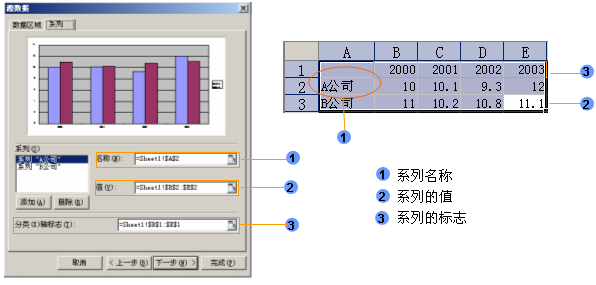 源数据
数据区域 系列
系列(S)
系列 "A公司"
系列 "B公司"
名称(N): =Sheet1!$A$2
值(Y): =Sheet1!$B$2:$E$2
添加(A) 删除(R)
分类(X)轴标志(T): =Sheet1!$B$1:$E$1
取消 < 上一步(B) 下一步(N) > 完成(F)
1
2
3
A B C D E
1 2000 2001 2002 2003
2 A公司 10 10.1 9.3 12
3 B公司 11 10.2 10.8 11.1
3
2
1
1 系列名称
2 系列的值
3 系列的标志